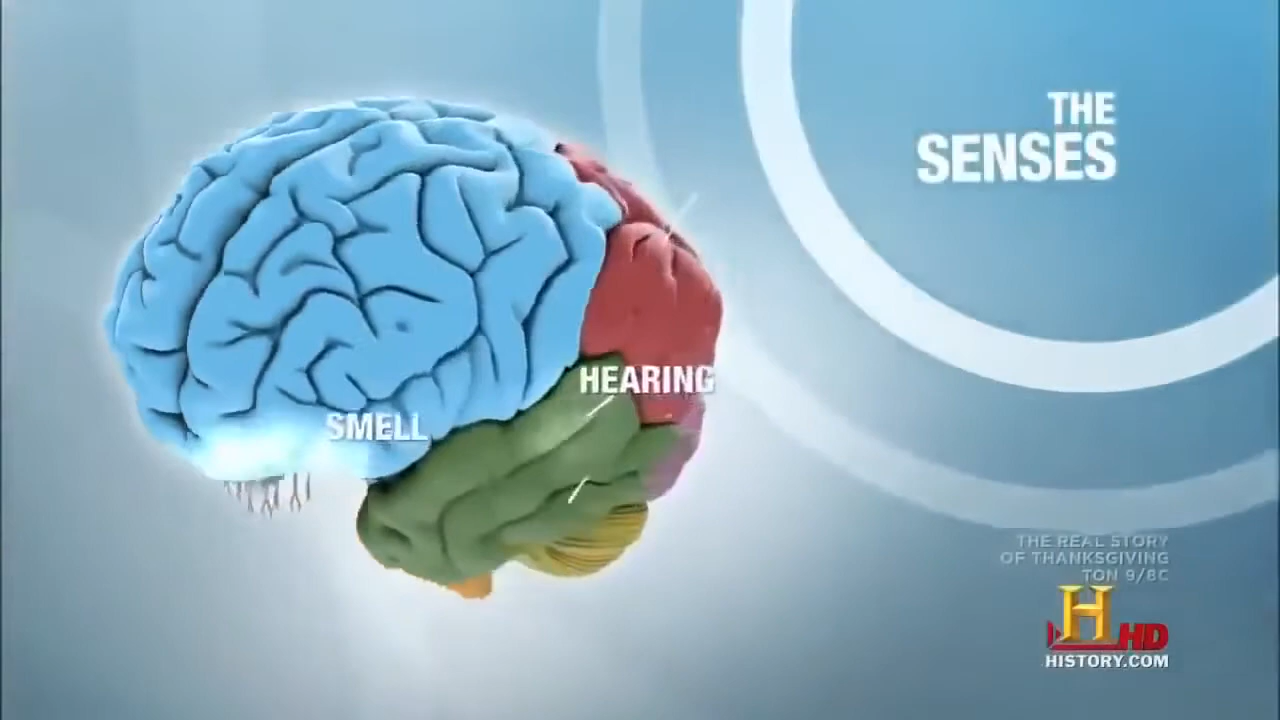 THE
SENSES
HEARING
SMELL
THE REAL STORY
OF THANKSGIVING
TON 9/8C
H HD
HISTORY.COM